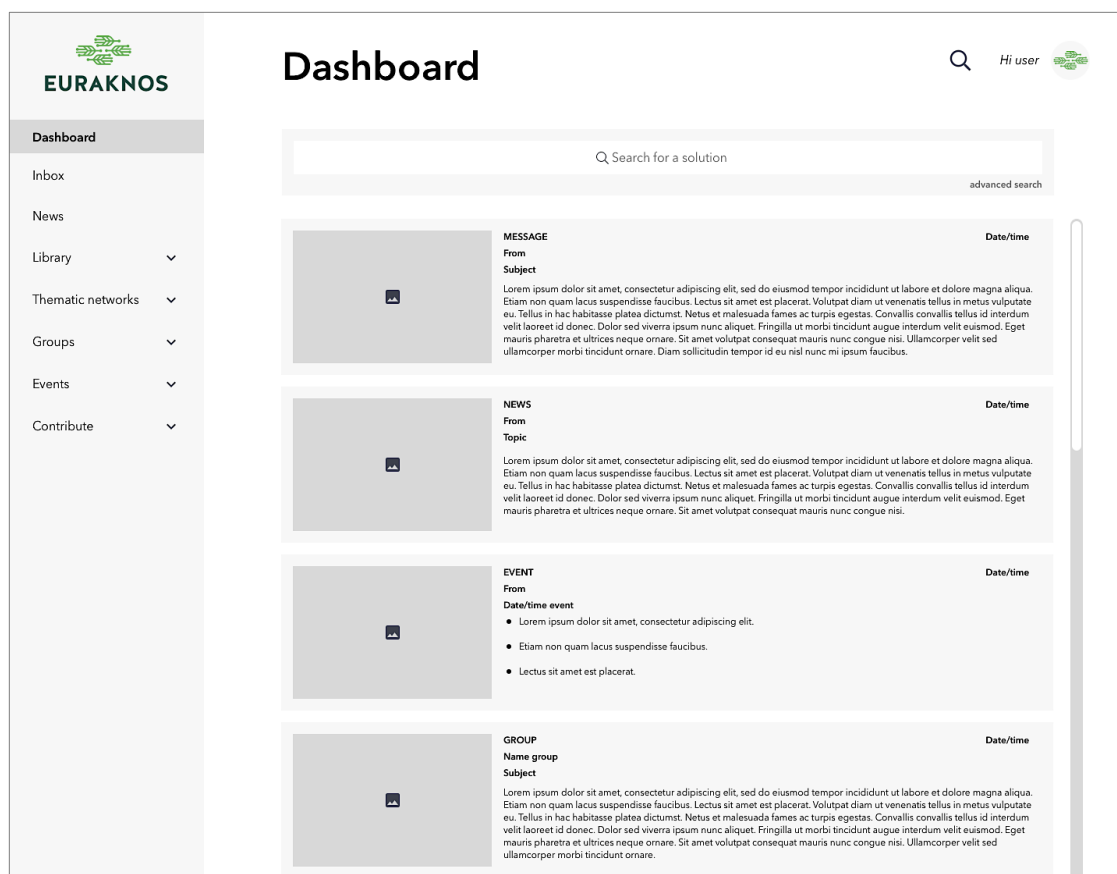 EURAKNOS
Dashboard
Inbox
News
Library
Thematic networks
Groups
Events
Contribute
Dashboard
Hi user
Search for a solution
advanced search
MESSAGE
Date/time
From
Subject
Lorem ipsum dolor sit amet, consectetur adipiscing elit, sed do eiusmod tempor incididunt ut labore et dolore magna aliqua.
Etiam non quam lacus suspendisse faucibus. Lectus sit amet est placerat. Volutpat diam ut venenatis tellus in metus vulputate
eu. Tellus in hac habitasse platea dictumst. Netus et malesuada fames ac turpis egestas. Convallis convallis tellus id interdum
velit laoreet id donec. Dolor sed viverra ipsum nunc aliquet. Fringilla ut morbi tincidunt augue interdum velit euismod. Eget
mauris pharetra et ultrices neque ornare. Sit amet volutpat consequat mauris nunc congue nisi. Ullamcorper velit sed
ullamcorper morbi tincidunt ornare. Diam sollicitudin tempor id eu nisl nunc mi ipsum faucibus.
NEWS
Date/time
From
Topic
Lorem ipsum dolor sit amet, consectetur adipiscing elit, sed do eiusmod tempor incididunt ut labore et dolore magna aliqua.
Etiam non quam lacus suspendisse faucibus. Lectus sit amet est placerat. Volutpat diam ut venenatis tellus in metus vulputate
eu. Tellus in hac habitasse platea dictumst. Netus et malesuada fames ac turpis egestas. Convallis convallis tellus id interdum
velit laoreet id donec. Dolor sed viverra ipsum nunc aliquet. Fringilla ut morbi tincidunt augue interdum velit euismod. Eget
mauris pharetra et ultrices neque ornare. Sit amet volutpat consequat mauris nunc congue nisi.
EVENT
Date/time
From
Date/time event
● Lorem ipsum dolor sit amet, consectetur adipiscing elit.
● Etiam non quam lacus suspendisse faucibus.
● Lectus sit amet est placerat.
GROUP
Date/time
Name group
Subject
Lorem ipsum dolor sit amet, consectetur adipiscing elit, sed do eiusmod tempor incididunt ut labore et dolore magna aliqua.
Etiam non quam lacus suspendisse faucibus. Lectus sit amet est placerat. Volutpat diam ut venenatis tellus in metus vulputate
eu. Tellus in hac habitasse platea dictumst. Netus et malesuada fames ac turpis egestas. Convallis convallis tellus id interdum
velit laoreet id donec. Dolor sed viverra ipsum nunc aliquet. Fringilla ut morbi tincidunt augue interdum velit euismod. Eget
mauris pharetra et ultrices neque ornare. Sit amet volutpat consequat mauris nunc congue nisi. Ullamcorper velit sed
ullamcorper morbi tincidunt ornare.